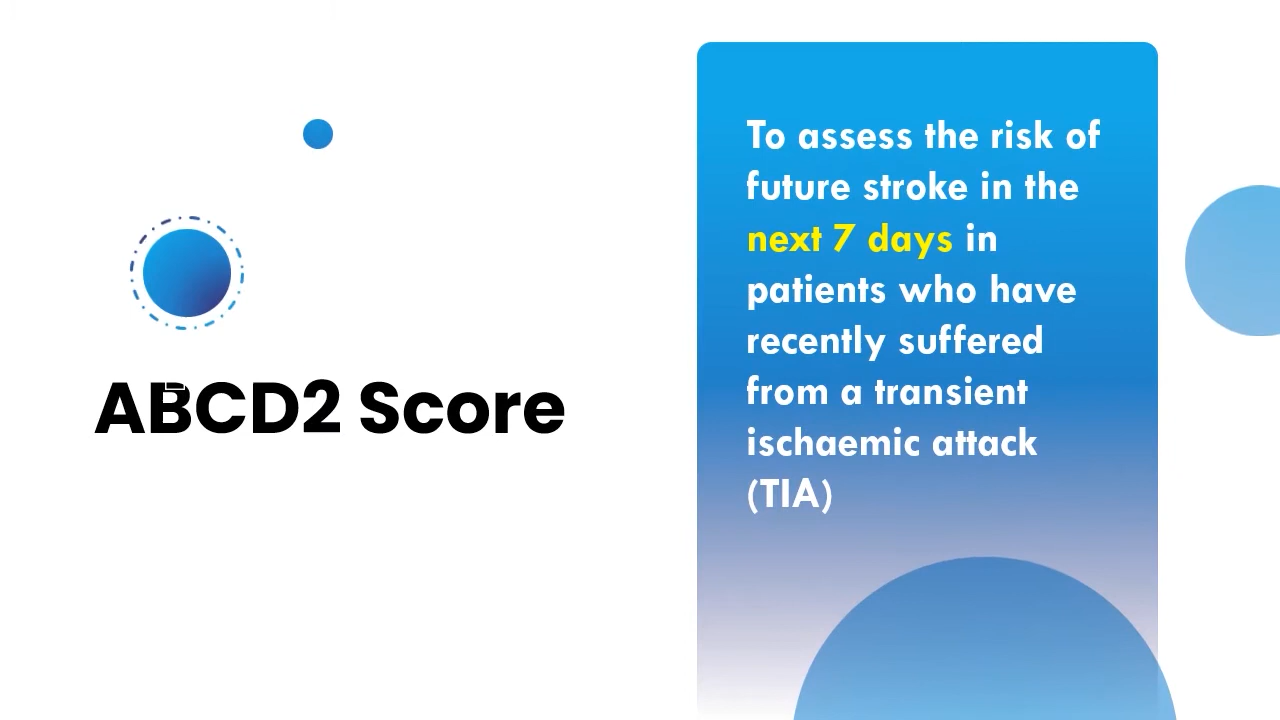 ABCD2 Score
To assess the risk of
future stroke in the
next 7 days in
patients who have
recently suffered
from a transient
ischaemic attack
(TIA)